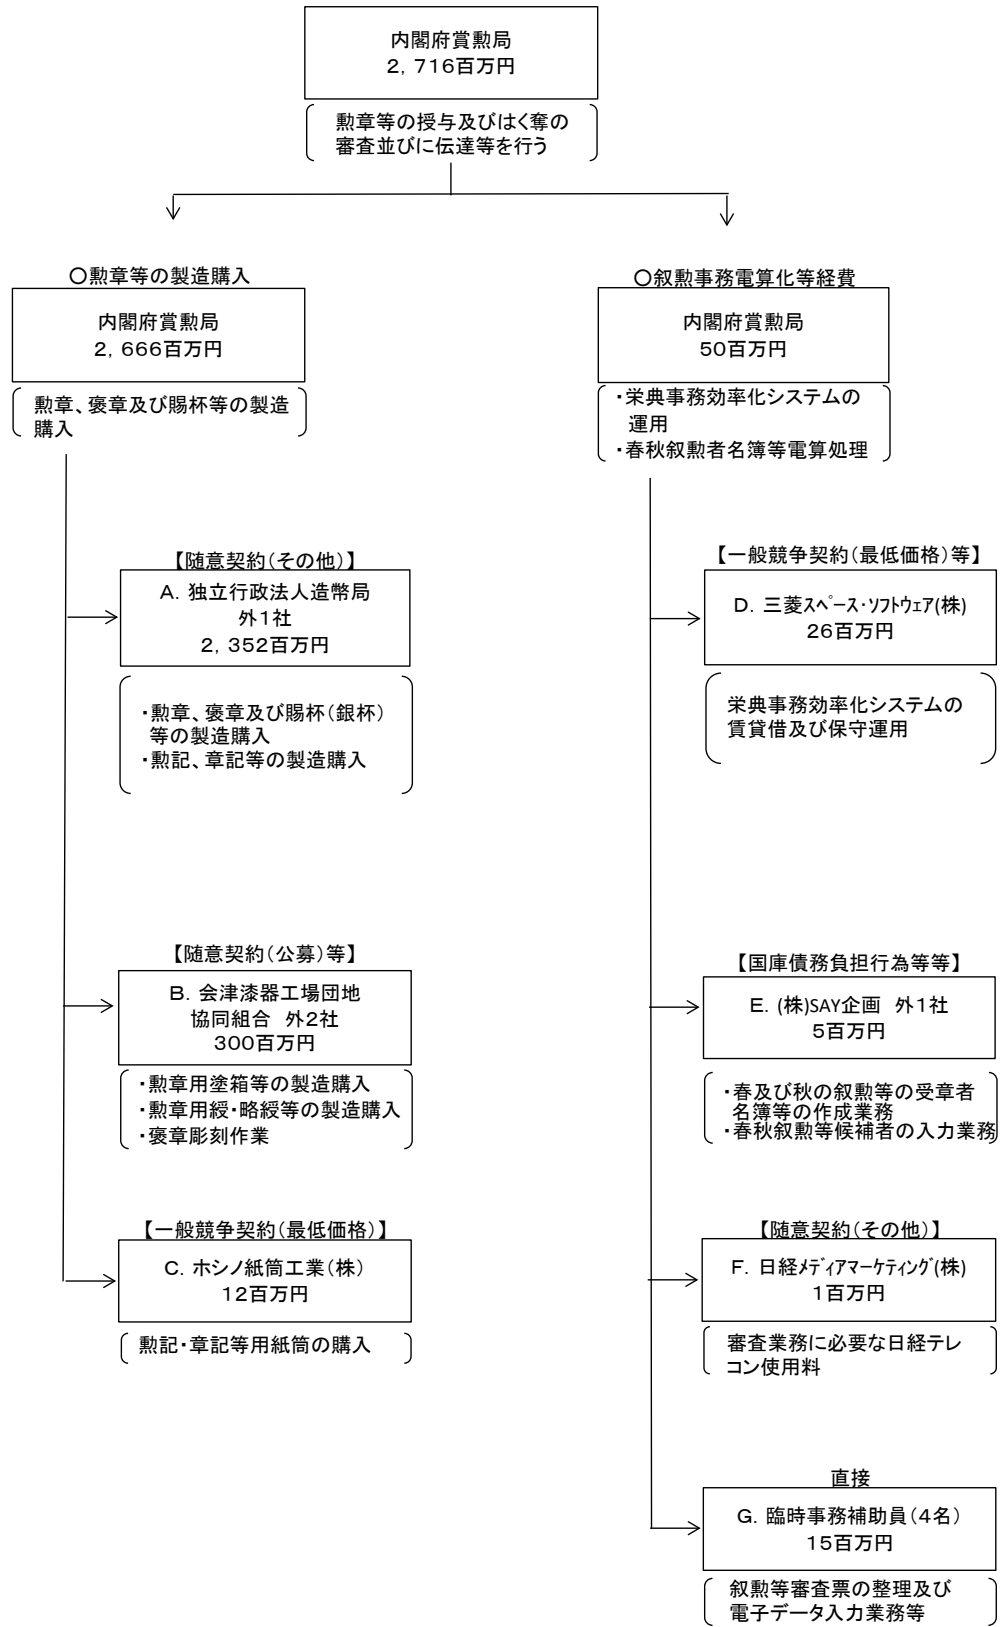 内閣府賞勲局
2，716百万円
勲章等の授与及びはく奪の
審査並びに伝達等を行う
〇勲章等の製造購入
内閣府賞勲局
2，666百万円
勲章、褒章及び賜杯等の製造
購入
【随意契約（その他）】
A．独立行政法人造幣局
外1社
2，352百万円
・勲章、褒章及び賜杯（銀杯）
等の製造購入
・勲記、章記等の製造購入
【随意契約（公募）等】
B．会津漆器工場団地
協同組合　外2社
300百万円
・勲章用塗箱等の製造購入
・勲章用綬・略綬等の製造購入
・褒章彫刻作業
【一般競争契約（最低価格）】
C．ホシノ紙筒工業（株）
12百万円
勲記・章記等用紙筒の購入
〇叙勲事務電算化等経費
内閣府賞勲局
50百万円
・栄典事務効率化システムの
運用
・春秋叙勲者名簿等電算処理
【一般競争契約（最低価格）等】
D．三菱スペース・ソフトウェア(株)
26百万円
栄典事務効率化システムの
賃貸借及び保守運用
【国庫債務負担行為等等】
E．(株)SAY企画　外1社
5百万円
・春及び秋の叙勲等の受章者
名簿等の作成業務
・春秋叙勲等候補者の入力業務
【随意契約（その他）】
F．日経メディアマーケティング(株)
1百万円
審査業務に必要な日経テレ
コン使用料
直接
G．臨時事務補助員（4名）
15百万円
叙勲等審査票の整理及び
電子データ入力業務等